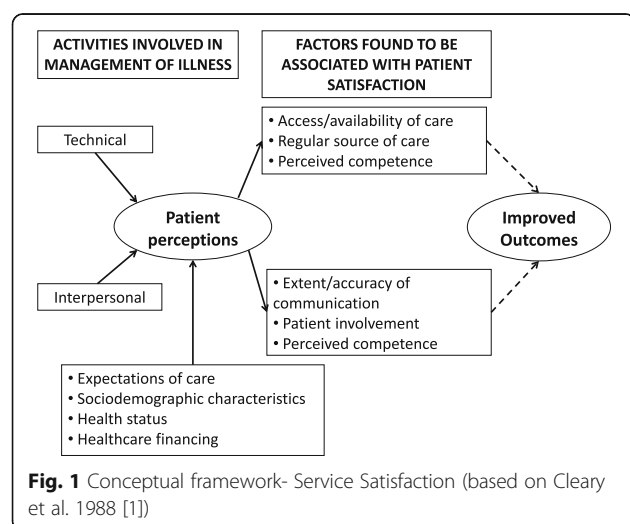 ACTIVITIES INVOLVED IN
MANAGEMENT OF ILLNESS
FACTORS FOUND TO BE
ASSOCIATED WITH PATIENT
SATISFACTION
Technical
Interpersonal
Patient
perceptions
• Expectations of care
• Sociodemographic characteristics
• Health status
• Healthcare financing
• Access/availability of care
• Regular source of care
• Perceived competence
• Extent/accuracy of
communication
• Patient involvement
• Perceived competence
Improved
Outcomes
Fig. 1 Conceptual framework- Service Satisfaction (based on Cleary
et al. 1988 [1])